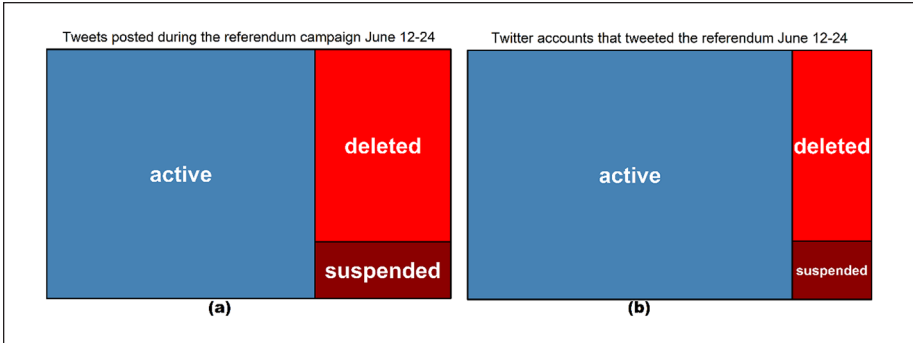 Tweets posted during the referendum campaign June 12-24
active
deleted
suspended
(a)
Twitter accounts that tweeted the referendum June 12-24
active
deleted
suspended
(b)